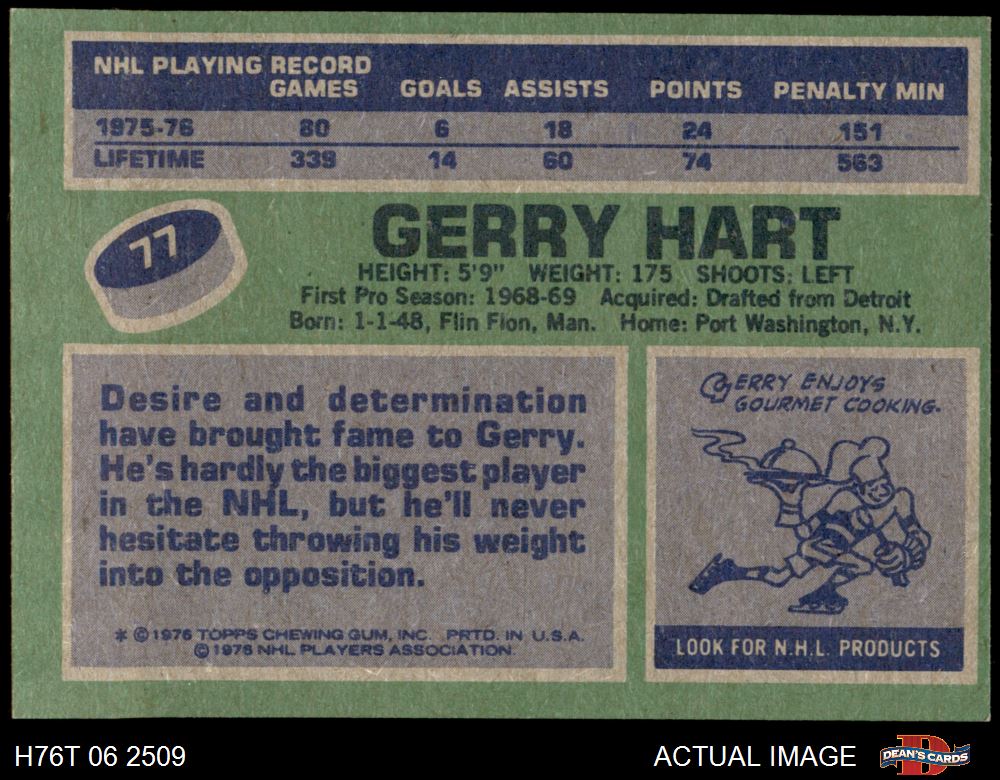 NHL PLAYING RECORD
GAMES GOALS ASSISTS POINTS PENALTY MIN
1975-76 80 6 18 24 151
LIFETIME 339 14 60 74 563
77
GERRY HART
HEIGHT: 5'9" WEIGHT: 175 SHOOTS: LEFT
First Pro Season: 1968-69 Acquired: Drafted from Detroit
Born: 1-1-48, Flin Flon, Man. Home: Port Washington, N.Y.
Desire and determination
have brought fame to Gerry.
He's hardly the biggest player
in the NHL, but he'll never
hesitate throwing his weight
into the opposition.
* © 1976 TOPPS CHEWING GUM, INC. PRTD. IN U.S.A.
© 1976 NHL PLAYERS ASSOCIATION
GERRY ENJOYS
GOURMET COOKING.
LOOK FOR N.H.L. PRODUCTS
H76T 06 2509
ACTUAL IMAGE
DEAN'S CARDS